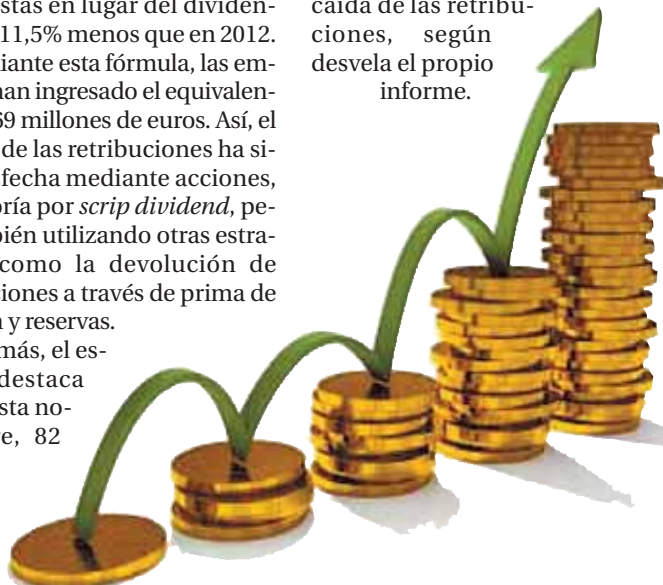 stas en lugar del dividen-
11,5% menos que en 2012.
iante esta fórmula, las em-
han ingresado el equivalen-
69 millones de euros. Así, el
de las retribuciones ha si-
sfecha mediante acciones,
oría por scrip dividend, pe-
bién utilizando otras estra-
como la devolución de
ciones a través de prima de
n y reservas.
más, el es-
destaca
sta no-
e, 82
caída de las retribu-
ciones, según
desvela el propio
informe.